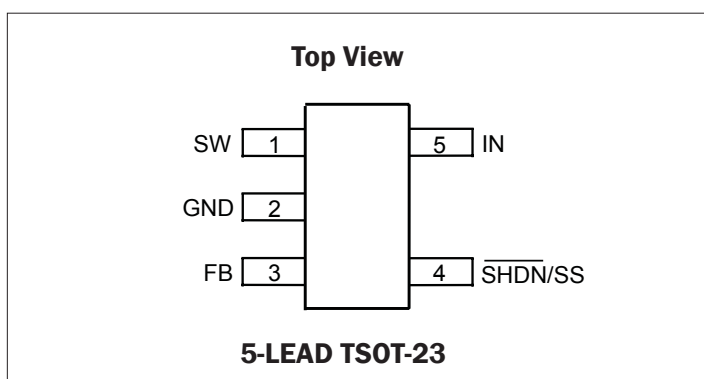 Top View
SW 1 5 IN
GND 2
FB 3 4 SHDN/SS
5-LEAD TSOT-23